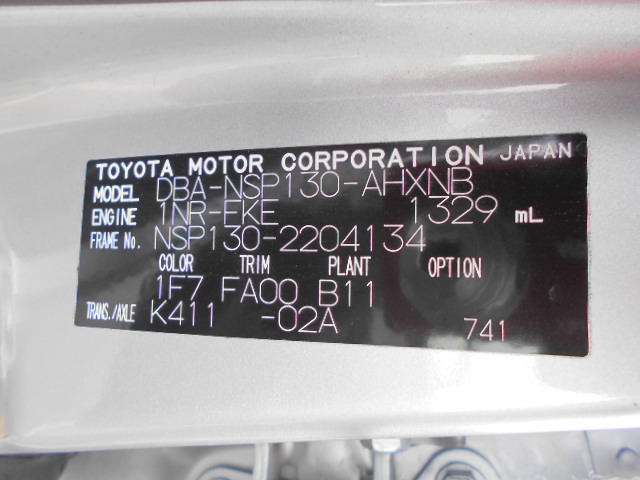 TOYOTA MOTOR CORPORATION JAPAN
MODEL DBA-NSP130-AHXNB
ENGINE 1NR-FKE 1329 mL
FRAME No. NSP130-2204134
COLOR TRIM PLANT OPTION
1F7 FA00 B11
TRANS./AXLE K411 -02A 741